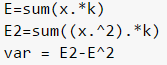 E=sum(x.*k)
E2=sum((x.^2).*k)
var = E2-E^2